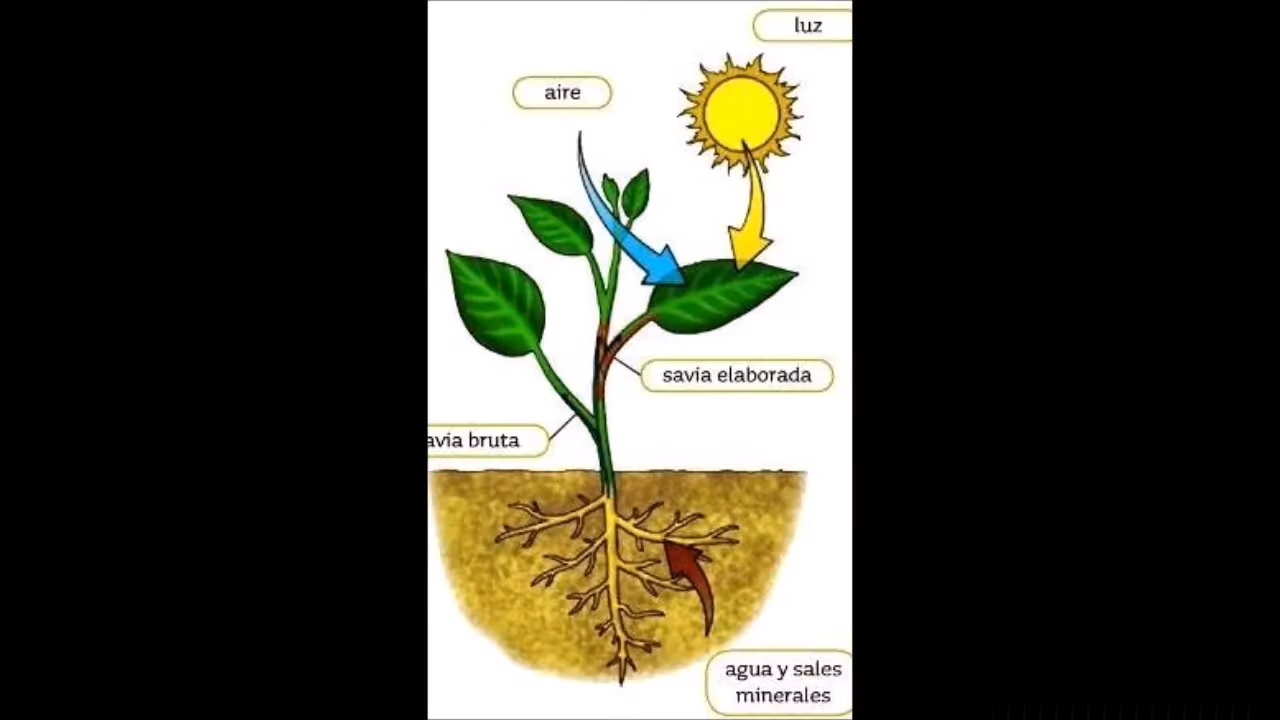 luz
aire
savia elaborada
avia bruta
agua y sales
minerales